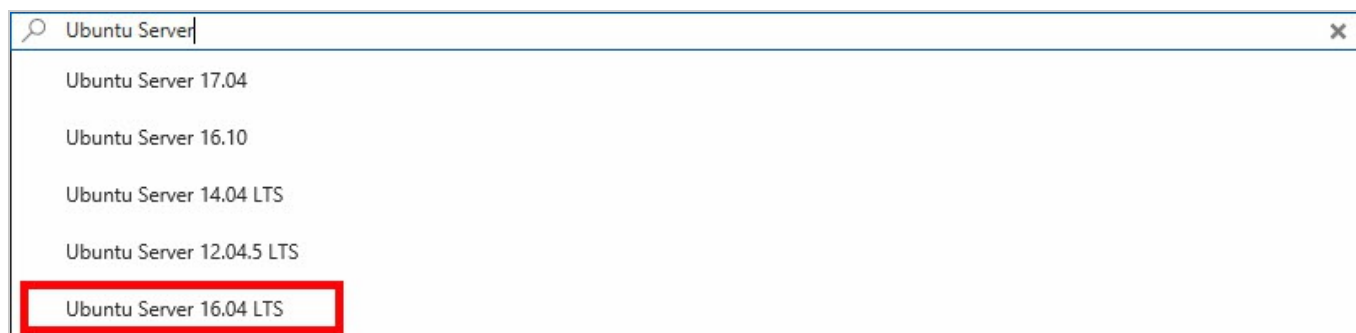 Ubuntu Server
Ubuntu Server 17.04
Ubuntu Server 16.10
Ubuntu Server 14.04 LTS
Ubuntu Server 12.04.5 LTS
Ubuntu Server 16.04 LTS